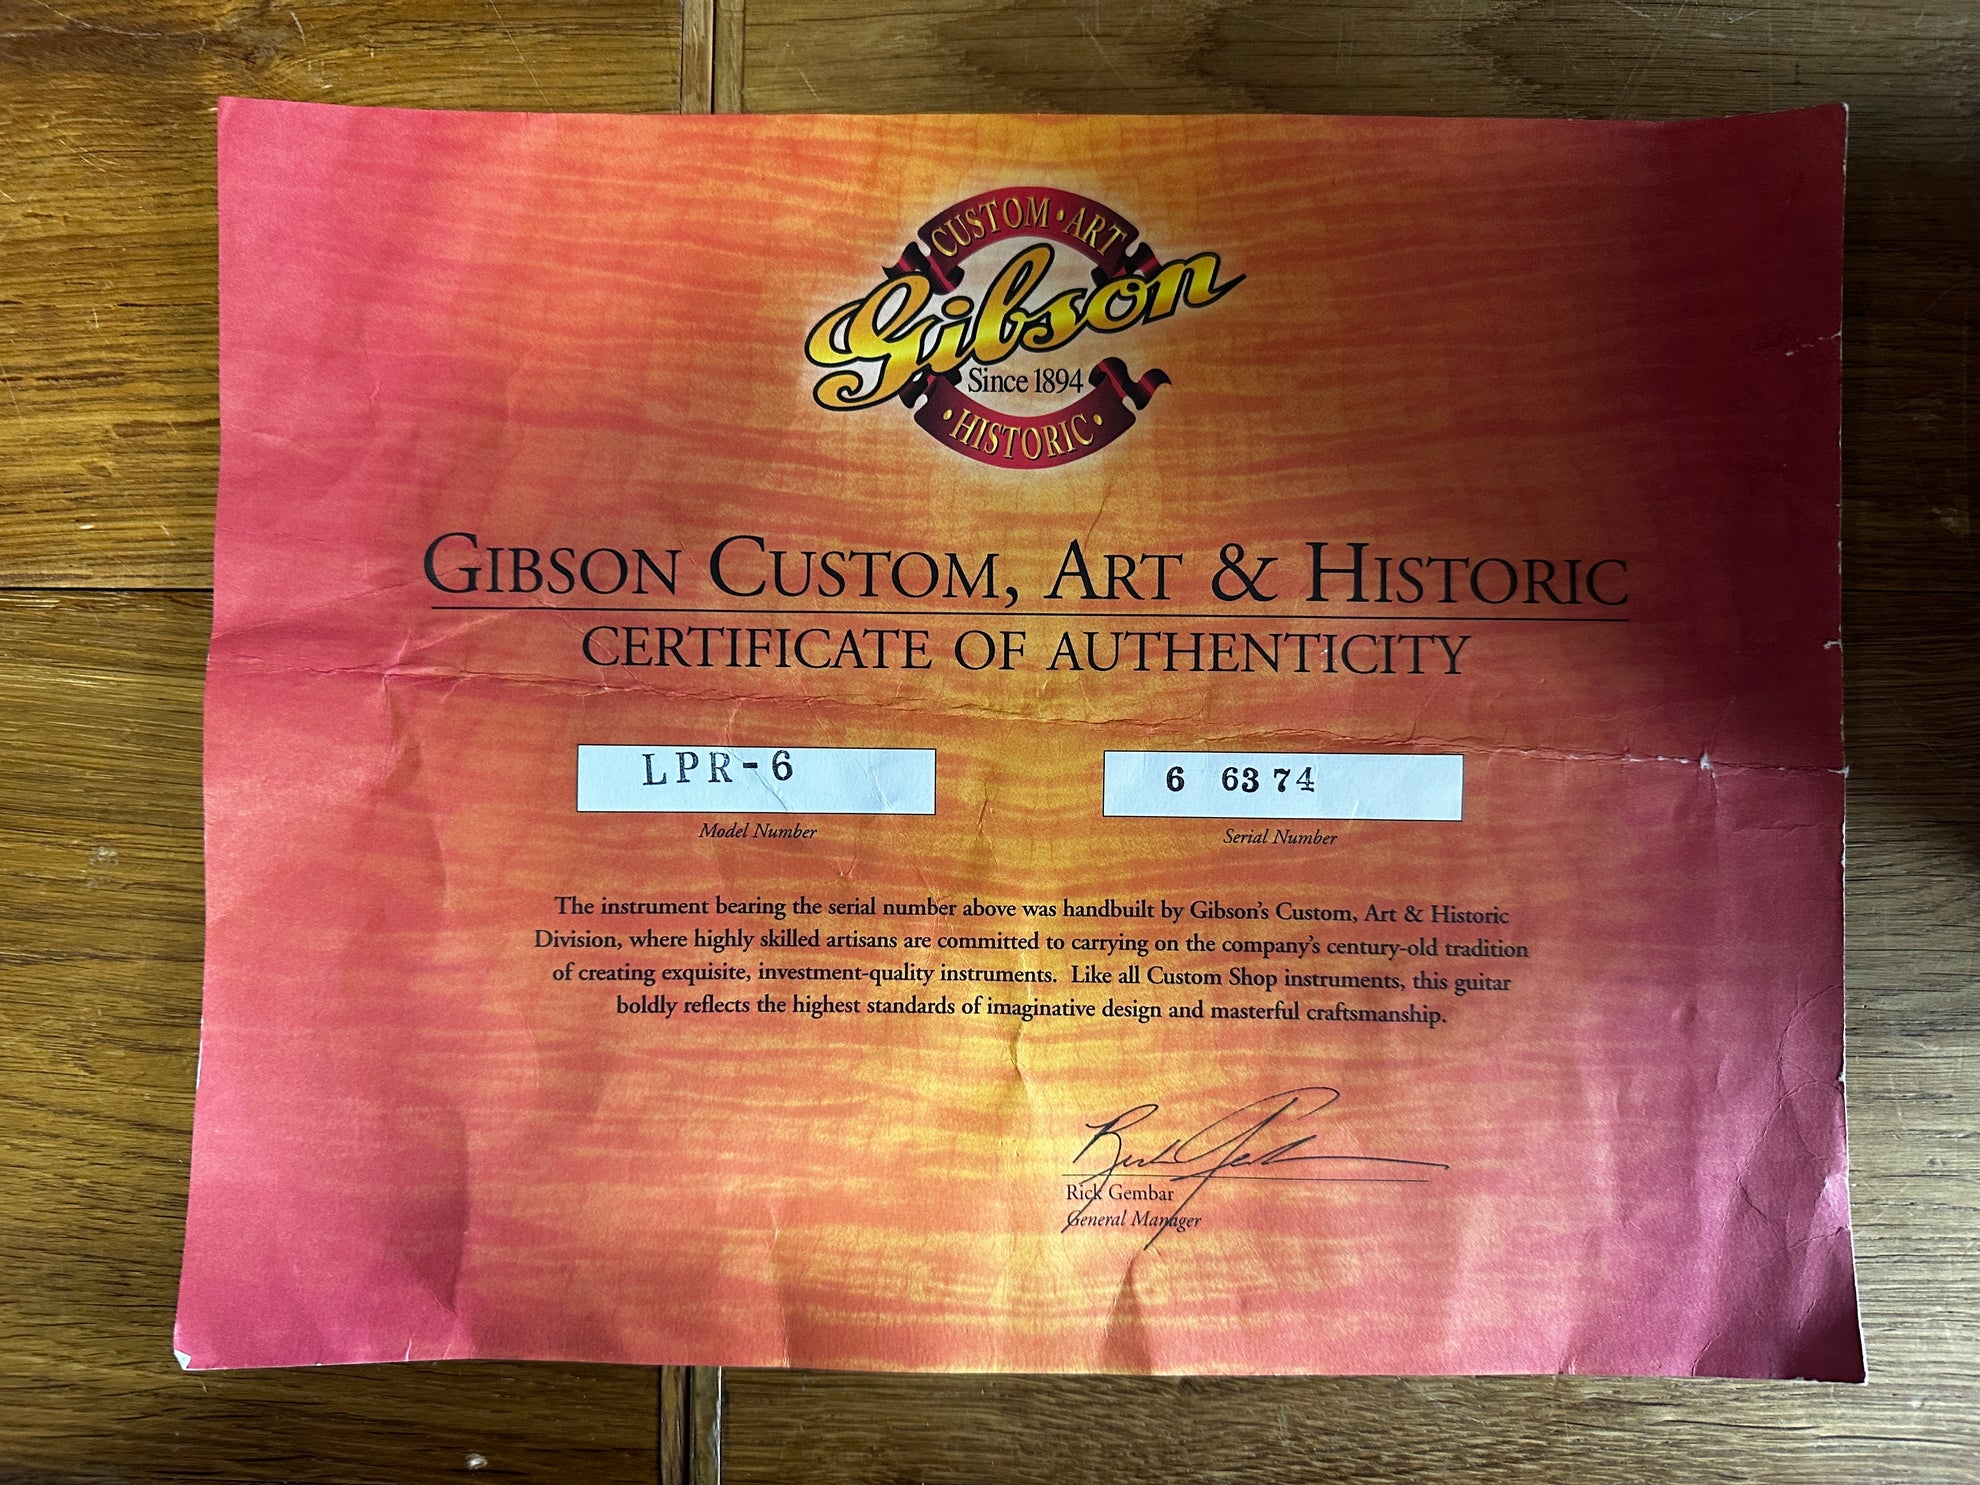 CUSTOM • ART
Gibson
Since 1894
• HISTORIC •
GIBSON CUSTOM, ART & HISTORIC
CERTIFICATE OF AUTHENTICITY
LPR-6
6 6374
Model Number
Serial Number
The instrument bearing the serial number above was handbuilt by Gibson's Custom, Art & Historic
Division, where highly skilled artisans are committed to carrying on the company's century-old tradition
of creating exquisite, investment-quality instruments. Like all Custom Shop instruments, this guitar
boldly reflects the highest standards of imaginative design and masterful craftsmanship.
Rick Gembar
General Manager